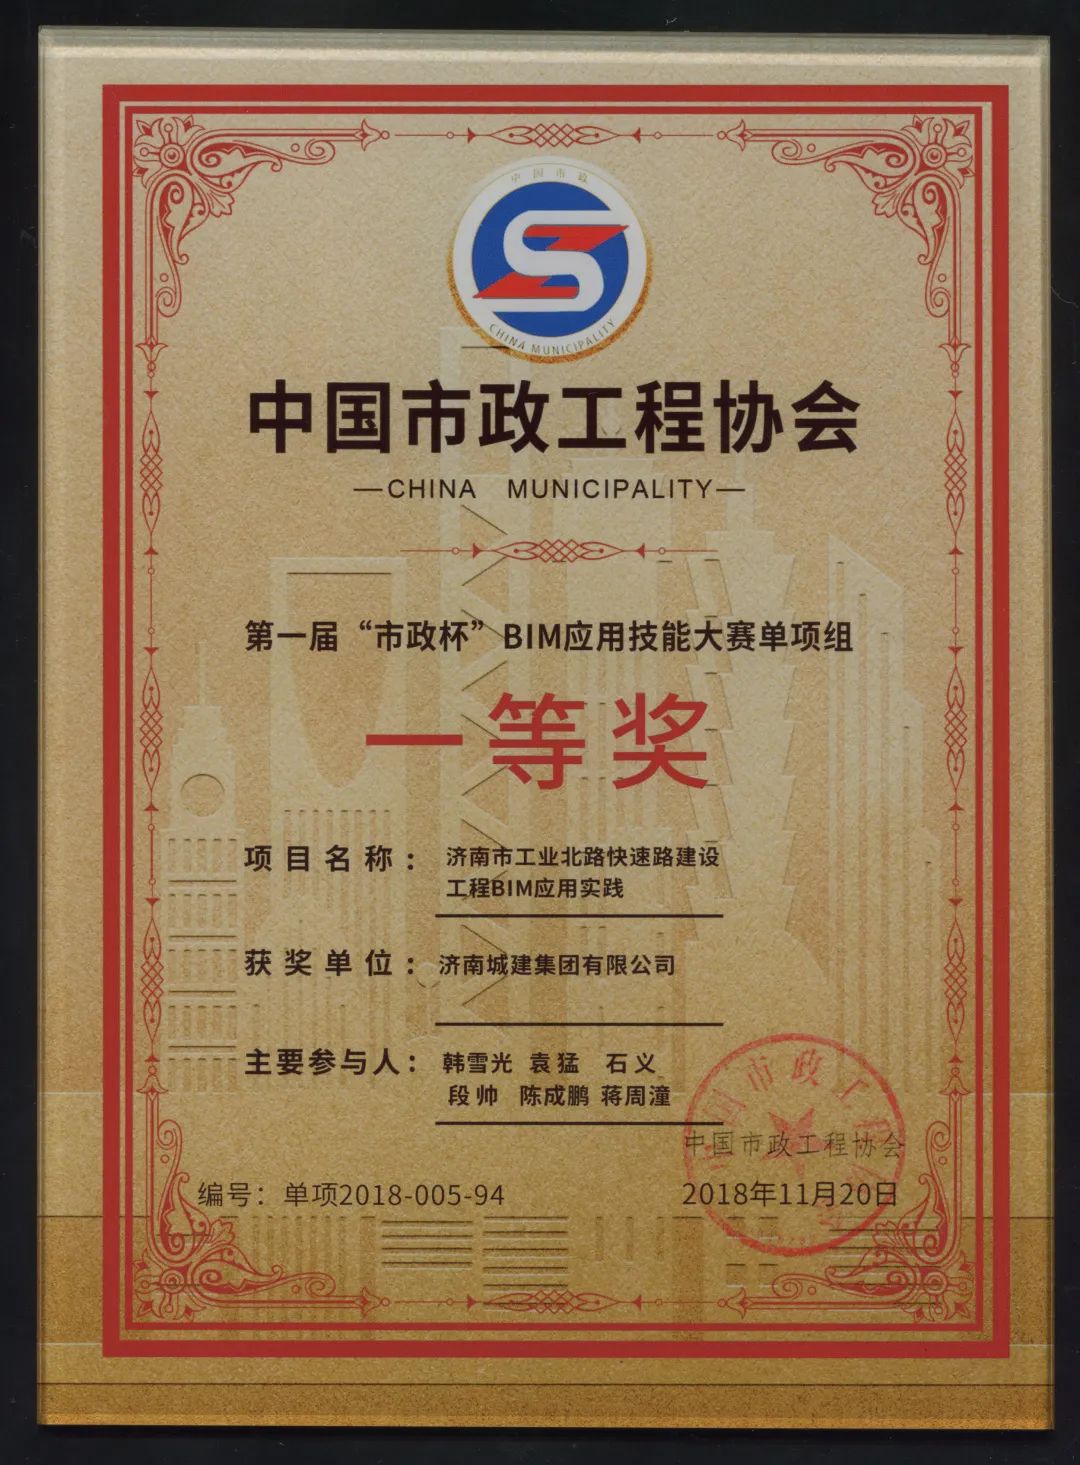 中国市政
CHINA MUNICIPALITY
中国市政工程协会
—CHINA MUNICIPALITY—
第一届“市政杯”BIM应用技能大赛单项组
一等奖
项目名称：济南市工业北路快速路建设
工程BIM应用实践
获奖单位：济南城建集团有限公司
主要参与人：韩雪光 袁猛 石义
段帅 陈成鹏 蒋周潼
中国市政工程协会
编号：单项2018-005-94
2018年11月20日